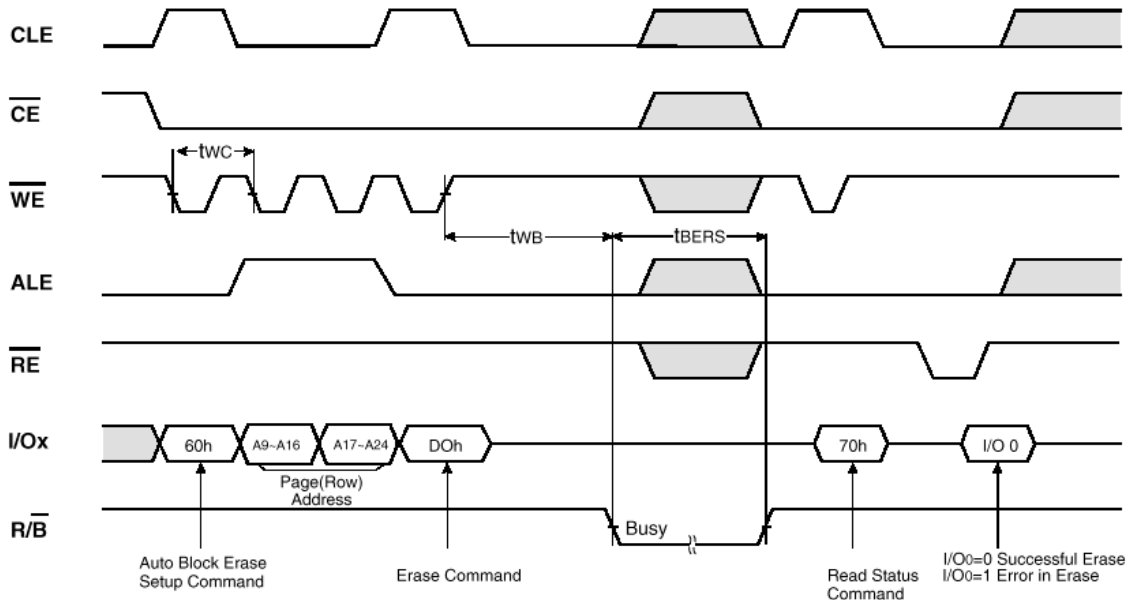 CLE
CE
tWC
WE
tWB
tBERS
ALE
RE
I/Ox
60h
A9~A16
A17~A24
DOh
70h
I/O 0
Page(Row)
Address
R/B
Busy
Auto Block Erase
Setup Command
Erase Command
Read Status
Command
I/O0=0 Successful Erase
I/O0=1 Error in Erase